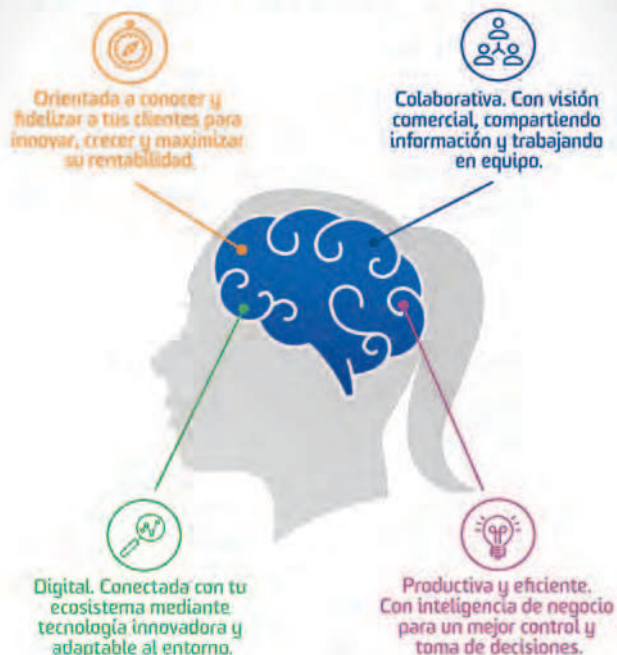 Orientada a conocer y
fidelizar a tus clientes para
innovar, crecer y maximizar
su rentabilidad.
Colaborativa. Con visión
comercial, compartiendo
información y trabajando
en equipo.
Digital. Conectada con tu
ecosistema mediante
tecnología innovadora y
adaptable al entorno.
Productiva y eficiente.
Con inteligencia de negocio
para un mejor control y
toma de decisiones.